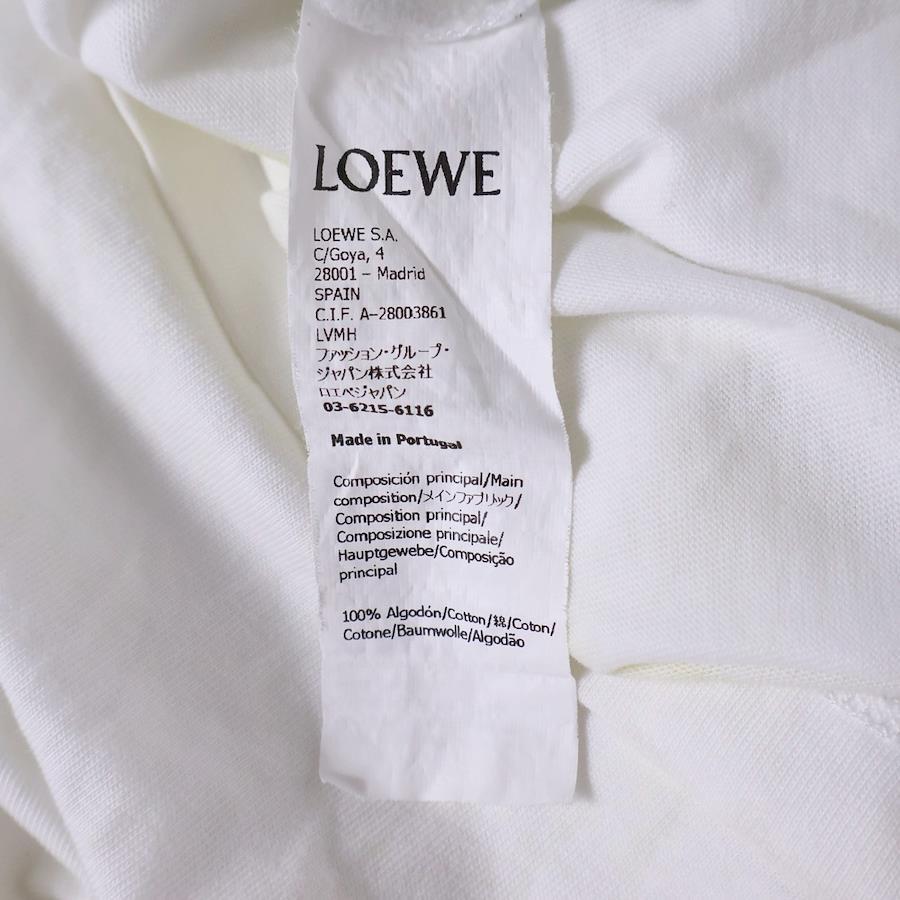 LOEWE
LOEWE S.A.
C/Goya, 4
28001 – Madrid
SPAIN
C.I.F. A–28003861
LVMH
ファッション・グループ・
ジャパン株式会社
ロエベジャパン
03-6215-6116
Made in Portugal
Composición principal/Main
composition/メインファブリック/
Composition principal/
Composizione principale/
Hauptgewebe/Composição
principal
100% Algodón/Cotton/綿/Coton/
Cotone/Baumwolle/Algodão